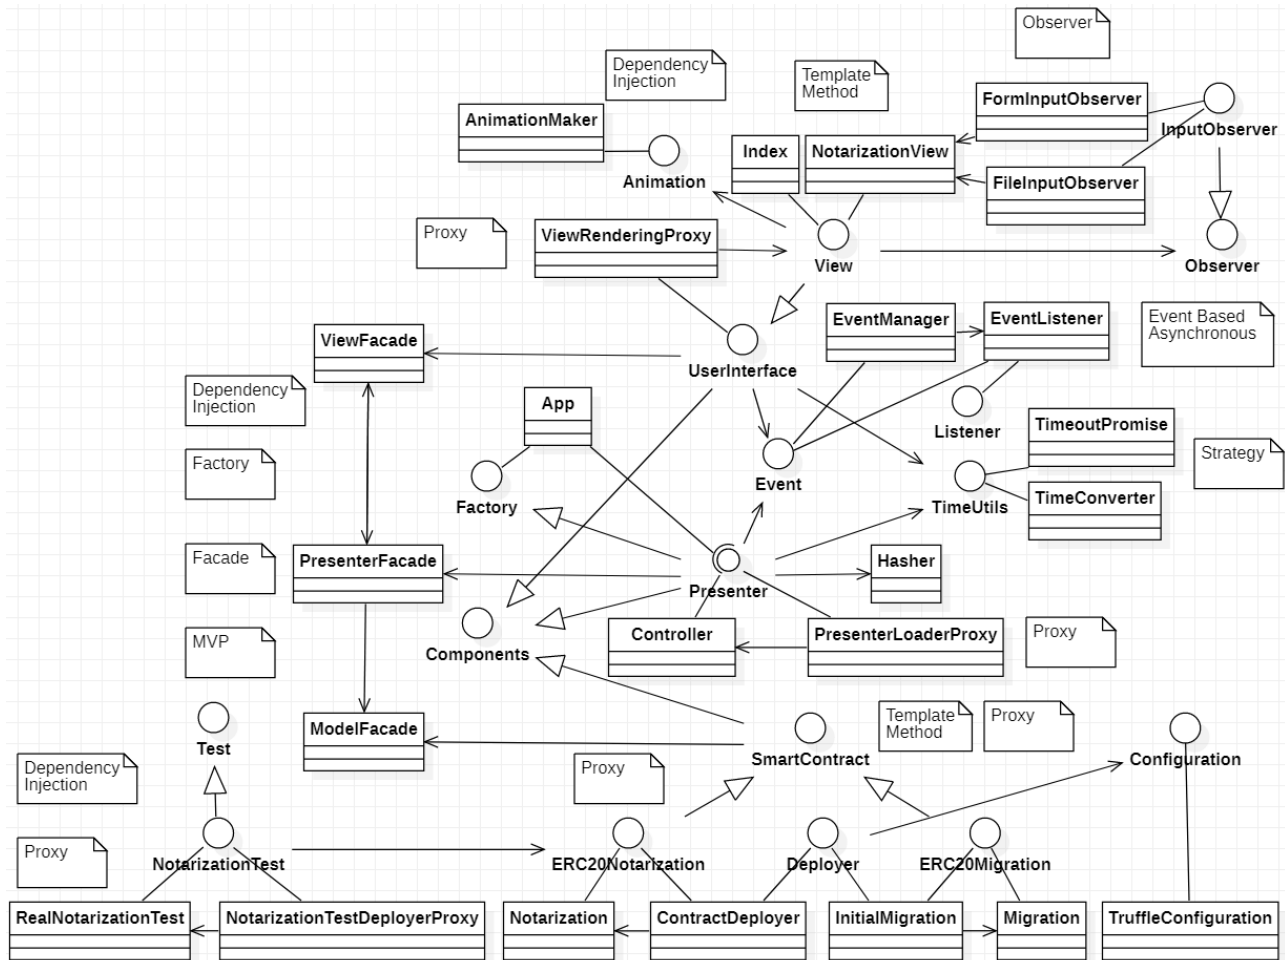 Observer
Dependency
Injection
Template
Method
FormInputObserver
AnimationMaker
InputObserver
Index
NotarizationView
Animation
FileInputObserver
Proxy
ViewRenderingProxy
View
Observer
EventManager
EventListener
Event Based
Asynchronous
ViewFacade
UserInterface
Dependency
Injection
App
Listener
TimeoutPromise
Factory
Strategy
Event
Factory
TimeUtils
TimeConverter
Facade
PresenterFacade
Presenter
Hasher
MVP
Components
Controller
PresenterLoaderProxy
Proxy
Test
ModelFacade
Template
Method
Proxy
SmartContract
Configuration
Dependency
Injection
Proxy
Proxy
NotarizationTest
ERC20Notarization
Deployer
ERC20Migration
RealNotarizationTest
NotarizationTestDeployerProxy
Notarization
ContractDeployer
InitialMigration
Migration
TruffleConfiguration